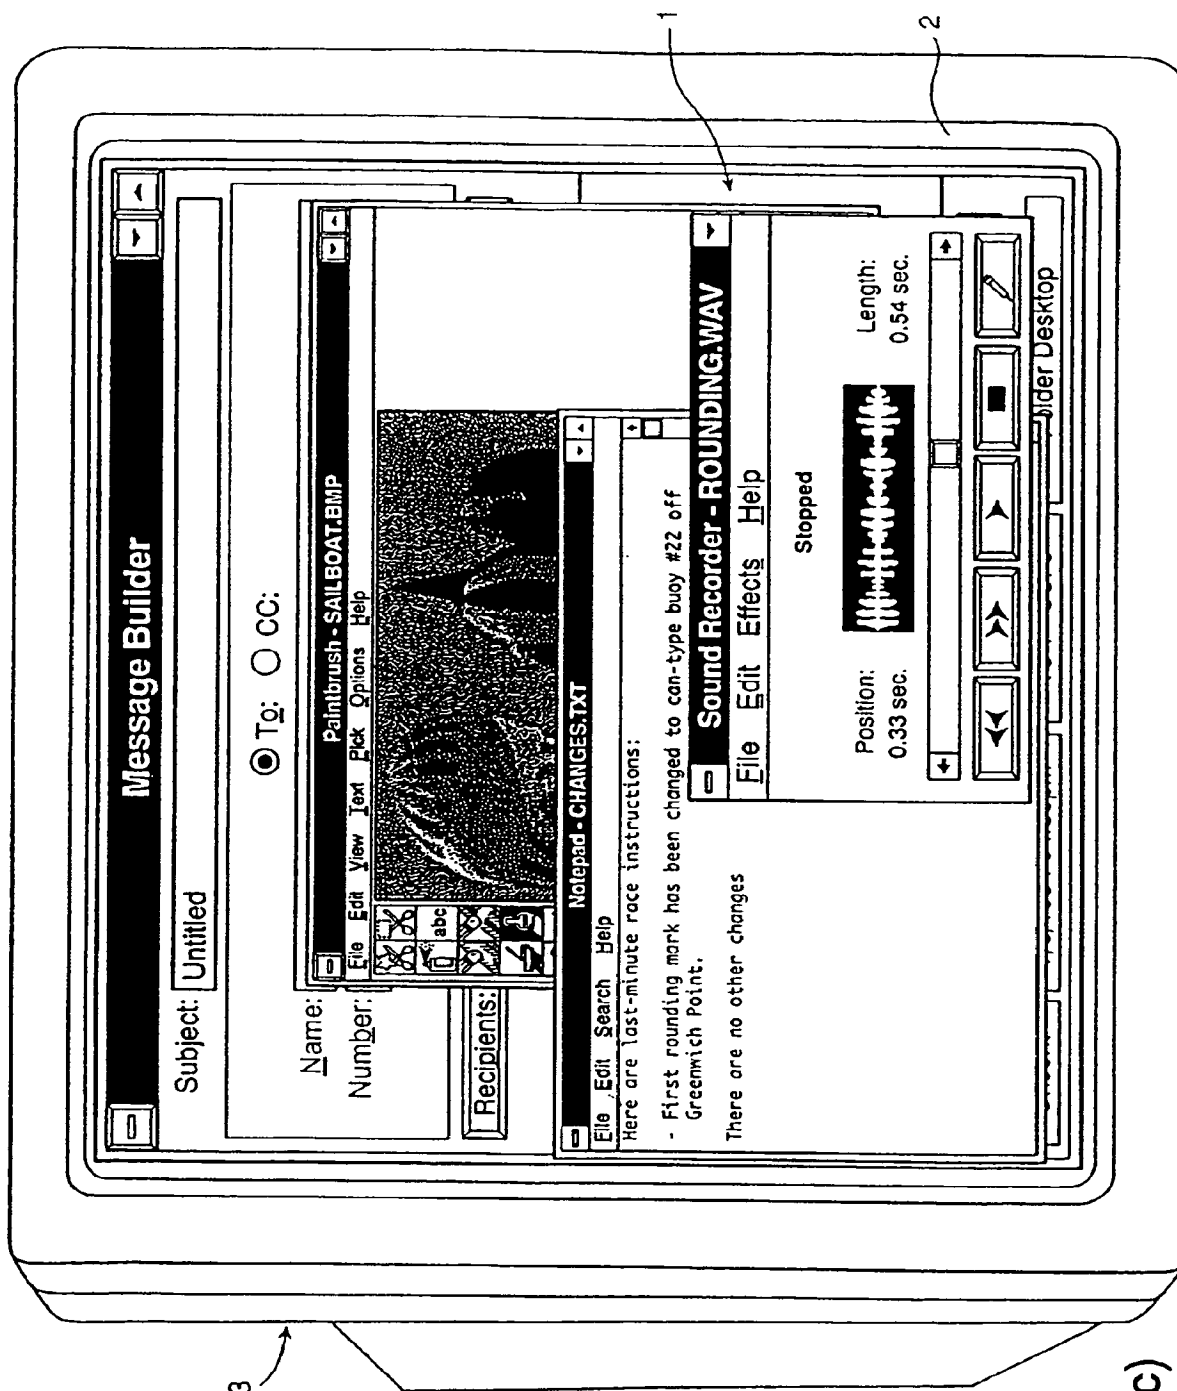 Message Builder
Subject: Untitled
To: CC:
Name:
Number:
Recipients:
Paintbrush - SAILBOAT.BMP
File Edit View Text Pick Options Help
abc
Notepad - CHANGES.TXT
File Edit Search Help
Here are last-minute race instructions:
- First rounding mark has been changed to can-type buoy #22 off
Greenwich Point.
There are no other changes
Sound Recorder - ROUNDING.WAV
File Edit Effects Help
Stopped
Position: Length:
0.33 sec. 0.54 sec.
Desktop
1
2
3
c)